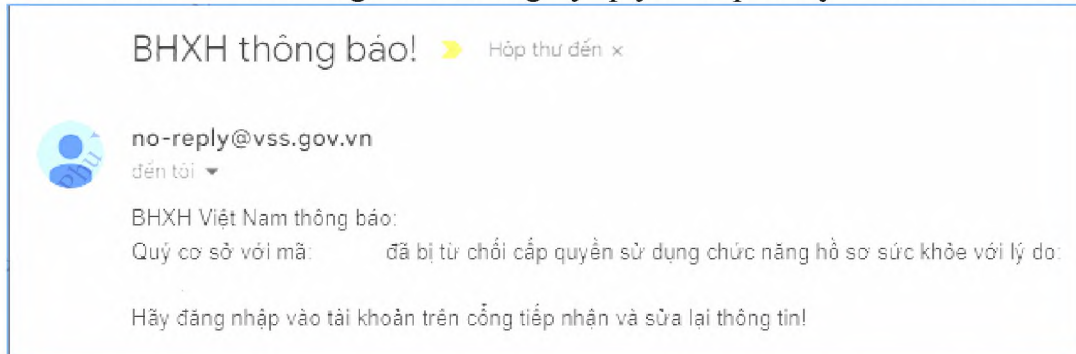 BHXH thông báo! Hộp thư đến ×
no-reply@vss.gov.vn
đến tôi
BHXH Việt Nam thông báo:
Quý cơ sở với mã: đã bị từ chối cấp quyền sử dụng chức năng hồ sơ sức khỏe với lý do:
Hãy đăng nhập vào tài khoản trên cổng tiếp nhận và sửa lại thông tin!